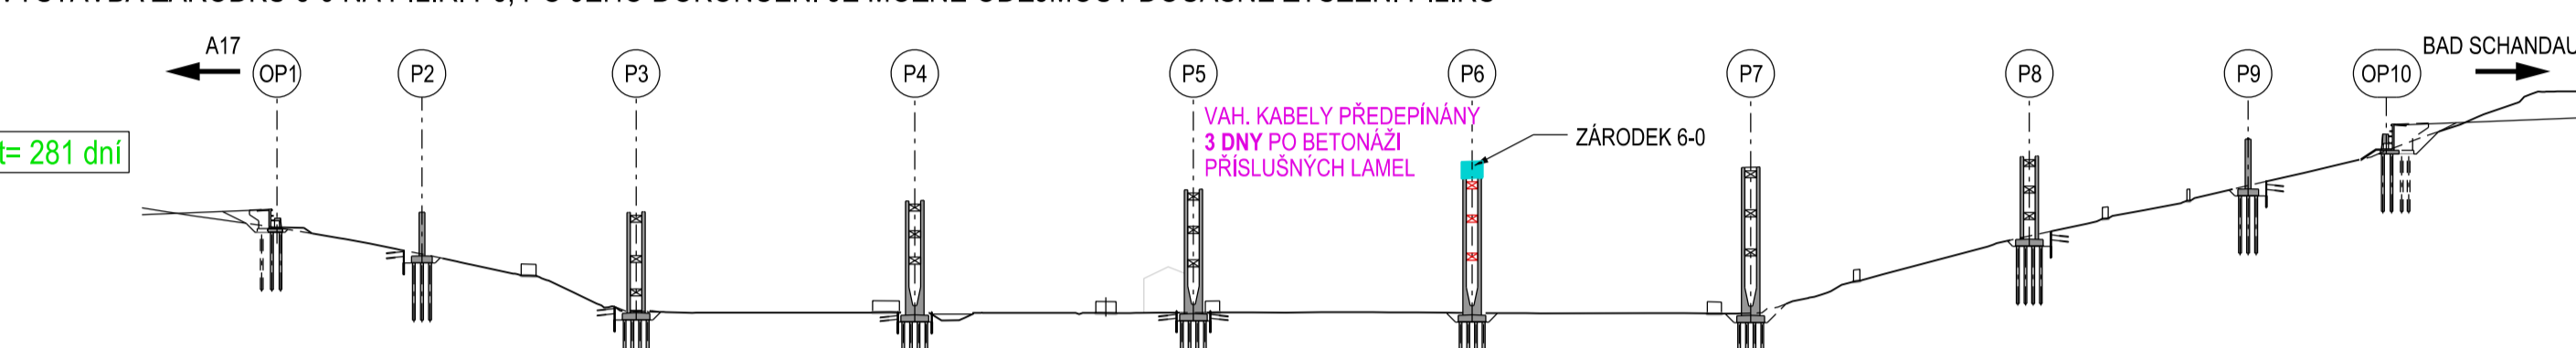 A17
OP1
P2
P3
P4
P5
P6
P7
P8
P9
OP10
BAD SCHANDAU
t= 281 dní
VAH. KABELY PŘEDEPÍNÁNY
3 DNY PO BETONÁŽI
PŘÍSLUŠNÝCH LAMEL
ZÁRODEK 6-0